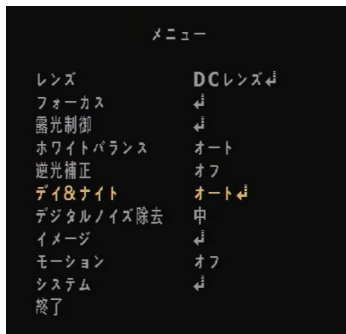 メニュー
レンズ DCレンズ↲
フォーカス ↲
露光制御 ↲
ホワイトバランス オート
逆光補正 オフ
デイ&ナイト オート↲
デジタルノイズ除去 中
イメージ ↲
モーション オフ
システム ↲
終了